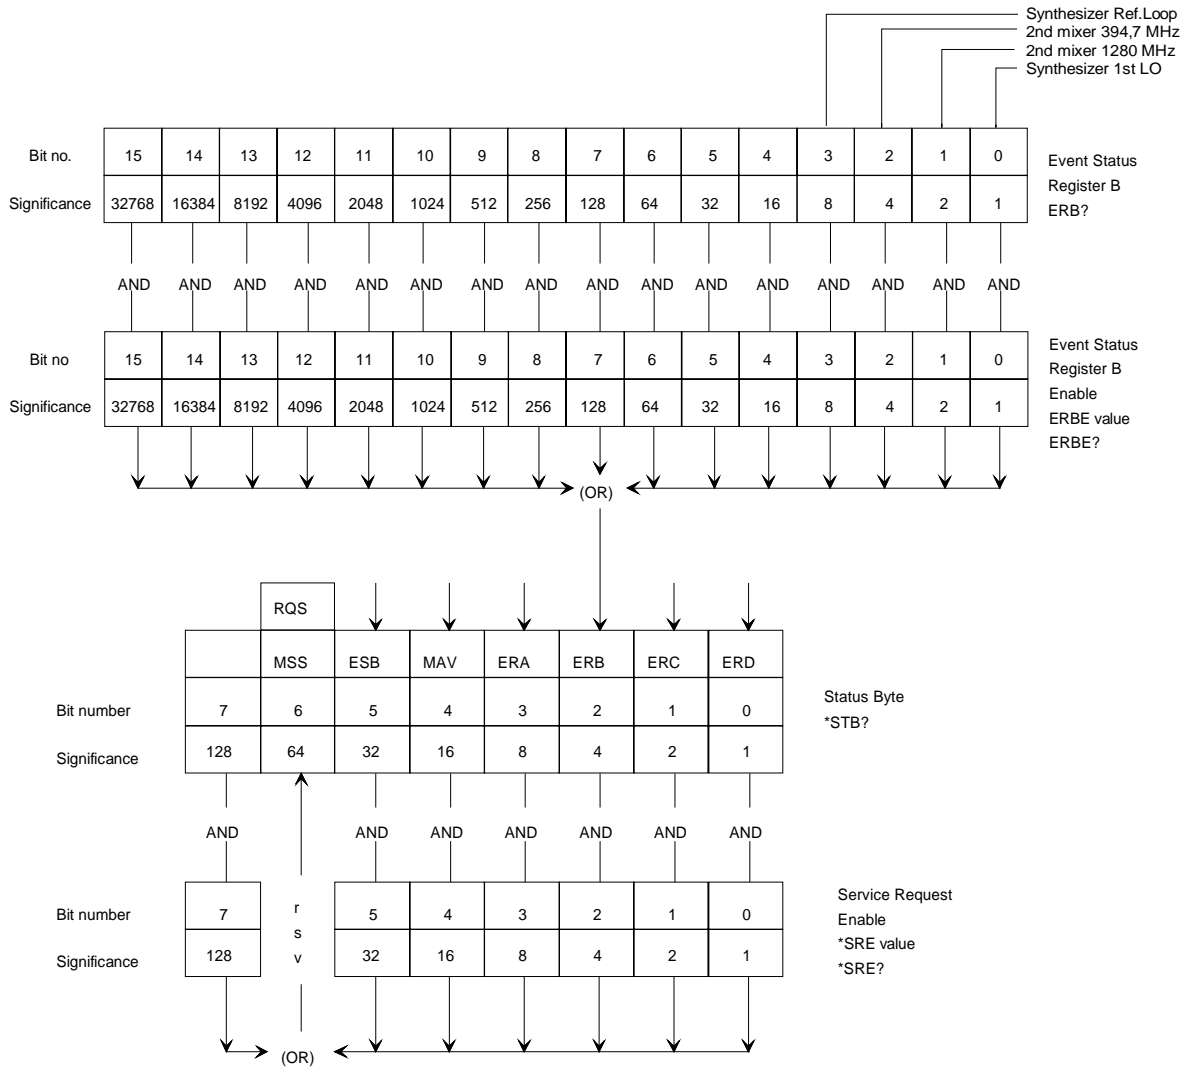 Synthesizer Ref.Loop
2nd mixer 394,7 MHz
2nd mixer 1280 MHz
Synthesizer 1st LO
Bit no. 15 14 13 12 11 10 9 8 7 6 5 4 3 2 1 0
Significance 32768 16384 8192 4096 2048 1024 512 256 128 64 32 16 8 4 2 1
Event Status
Register B
ERB?
AND AND AND AND AND AND AND AND AND AND AND AND AND AND AND AND
Bit no 15 14 13 12 11 10 9 8 7 6 5 4 3 2 1 0
Significance 32768 16384 8192 4096 2048 1024 512 256 128 64 32 16 8 4 2 1
Event Status
Register B
Enable
ERBE value
ERBE?
(OR)
RQS
MSS ESB MAV ERA ERB ERC ERD
Bit number 7 6 5 4 3 2 1 0
Significance 128 64 32 16 8 4 2 1
Status Byte
*STB?
AND AND AND AND AND AND AND
Bit number 7 5 4 3 2 1 0
Significance 128 32 16 8 4 2 1
r
s
v
Service Request
Enable
*SRE value
*SRE?
(OR)